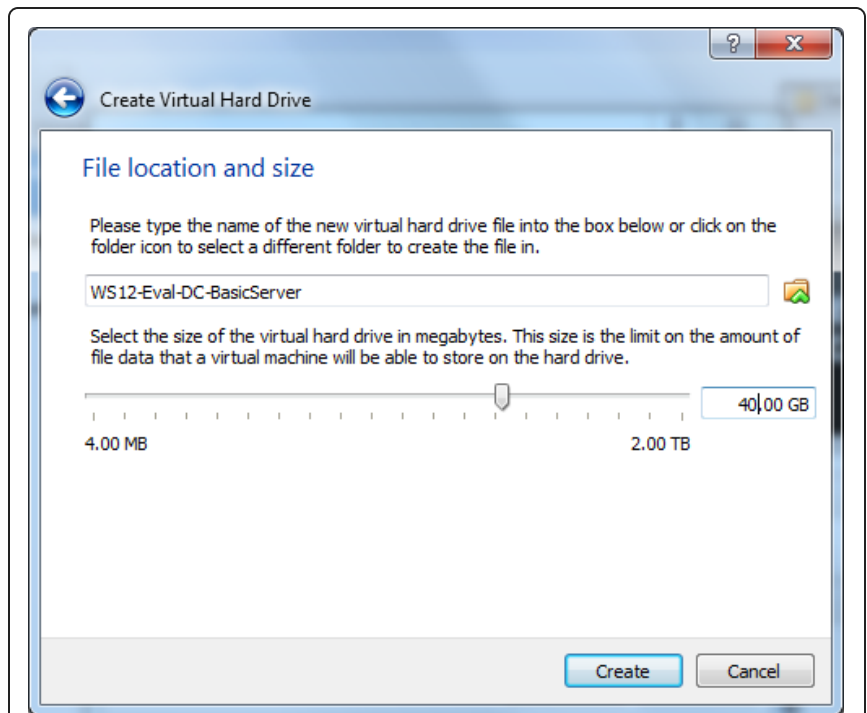 ?
X
Create Virtual Hard Drive
File location and size
Please type the name of the new virtual hard drive file into the box below or click on the
folder icon to select a different folder to create the file in.
WS12-Eval-DC-BasicServer
Select the size of the virtual hard drive in megabytes. This size is the limit on the amount of
file data that a virtual machine will be able to store on the hard drive.
40.00 GB
4.00 MB 2.00 TB
Create Cancel